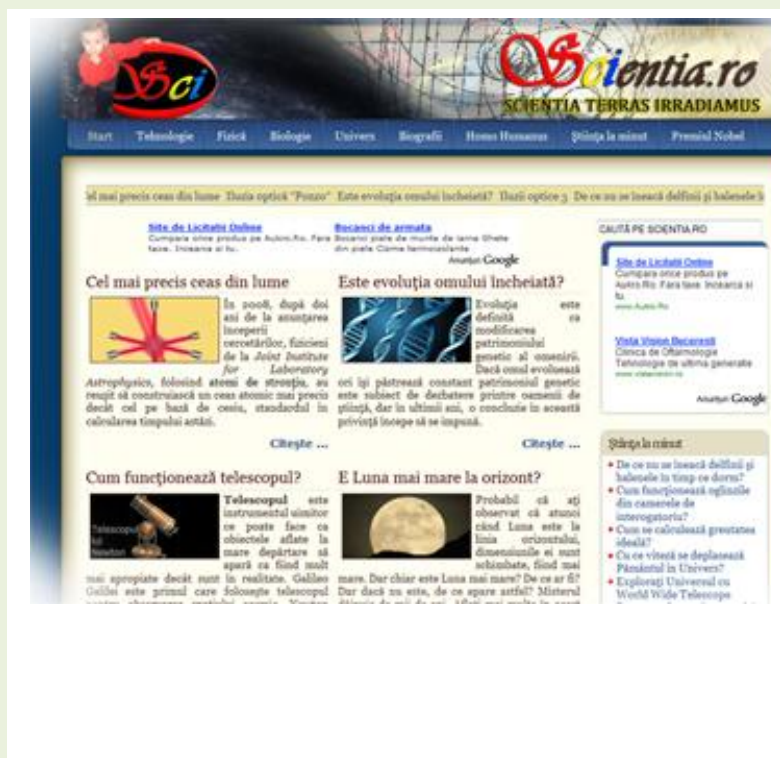 Sci
Scientia.ro
SCIENTIA TERRAS IRRADIAMUS
Start Tehnologie Fizică Biologie Univers Biografii Homo Humanus Știința la minut Premiul Nobel
el mai precis ceas din lume Iluzia optică "Ponzo" Este evoluția omului încheiată? Iluzii optice 3 De ce nu se îneacă delfinii și balenele î
Site de Licitatii Online
Cumpara orice produs pe Autro.Ro. Fara
taxe. Incearca si tu.
Bocanci de armata
Bocanci piele de munte de iarna Ghete
din piele Cizme termoizolante
Anunțuri Google
CAUTĂ PE SCIENTIA.RO
Site de Licitatii Online
Cumpara orice produs pe
Autro.Ro. Fara taxe. Incearca si
tu.
www.Autro.Ro
Vista Vision Bucuresti
Clinica de Oftalmologie
Tehnologie de ultima generatie
Anunțuri Google
Cel mai precis ceas din lume
În 2008, după doi
ani de la anunțarea
începerii
cercetărilor, fizicieni
de la Joint Institute
for Laboratory
Astrophysics, folosind atomi de stronțiu, au
reușit să construiască un ceas atomic mai precis
decât cel pe bază de cesiu, standardul în
calcularea timpului astăzi.
Citește ...
Este evoluția omului încheiată?
Evoluția este
definită ca
modificarea
patrimoniului
genetic al omenirii.
Dacă omul evoluează
ori își păstrează constant patrimoniul genetic
este subiect de dezbatere printre oamenii de
știință, dar în ultimii ani, o concluzie în această
privință începe să se impună.
Citește ...
Cum funcționează telescopul?
Telescopul
lui
Newton
Telescopul este
instrumentul uimitor
ce poate face ca
obiectele aflate la
mare depărtare să
apară ca fiind mult
mai apropiate decât sunt în realitate. Galileo
Galilei este primul care folosește telescopul
E Luna mai mare la orizont?
Probabil că ați
observat că atunci
când Luna este la
linia orizontului,
dimensiunile ei sunt
schimbate, fiind mai
mare. Dar chiar este Luna mai mare? De ce ar fi?
Dar dacă nu este, de ce apare astfel? Misterul
Știința la minut
De ce nu se îneacă delfinii și
balenele în timp ce dorm?
Cum funcționează oglinzile
din camerele de
interogatoriu?
Cum se calculează greutatea
ideală?
Cu ce viteză se deplasează
Pământul în Univers?
Explorați Universul cu
World Wide Telescope